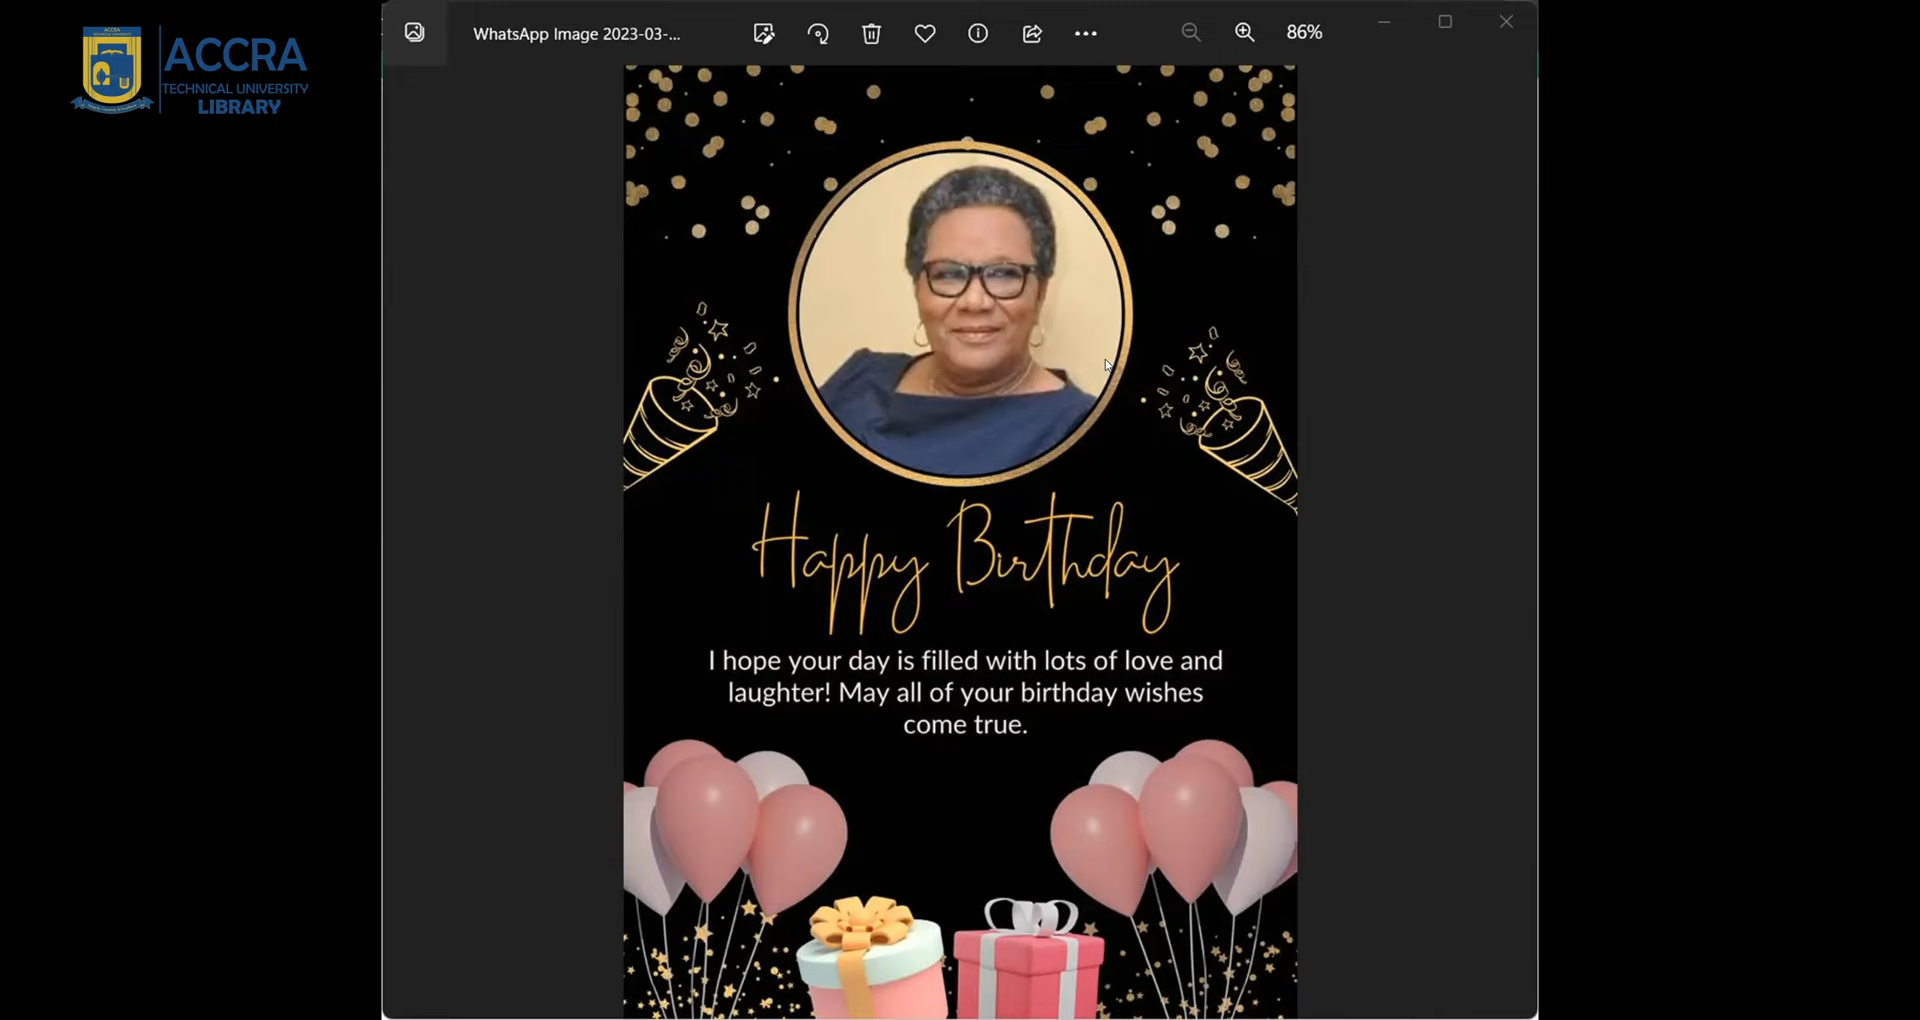 ACCRA
TECHNICAL UNIVERSITY
LIBRARY
WhatsApp Image 2023-03-...
86%
Happy Birthday
I hope your day is filled with lots of love and
laughter! May all of your birthday wishes
come true.